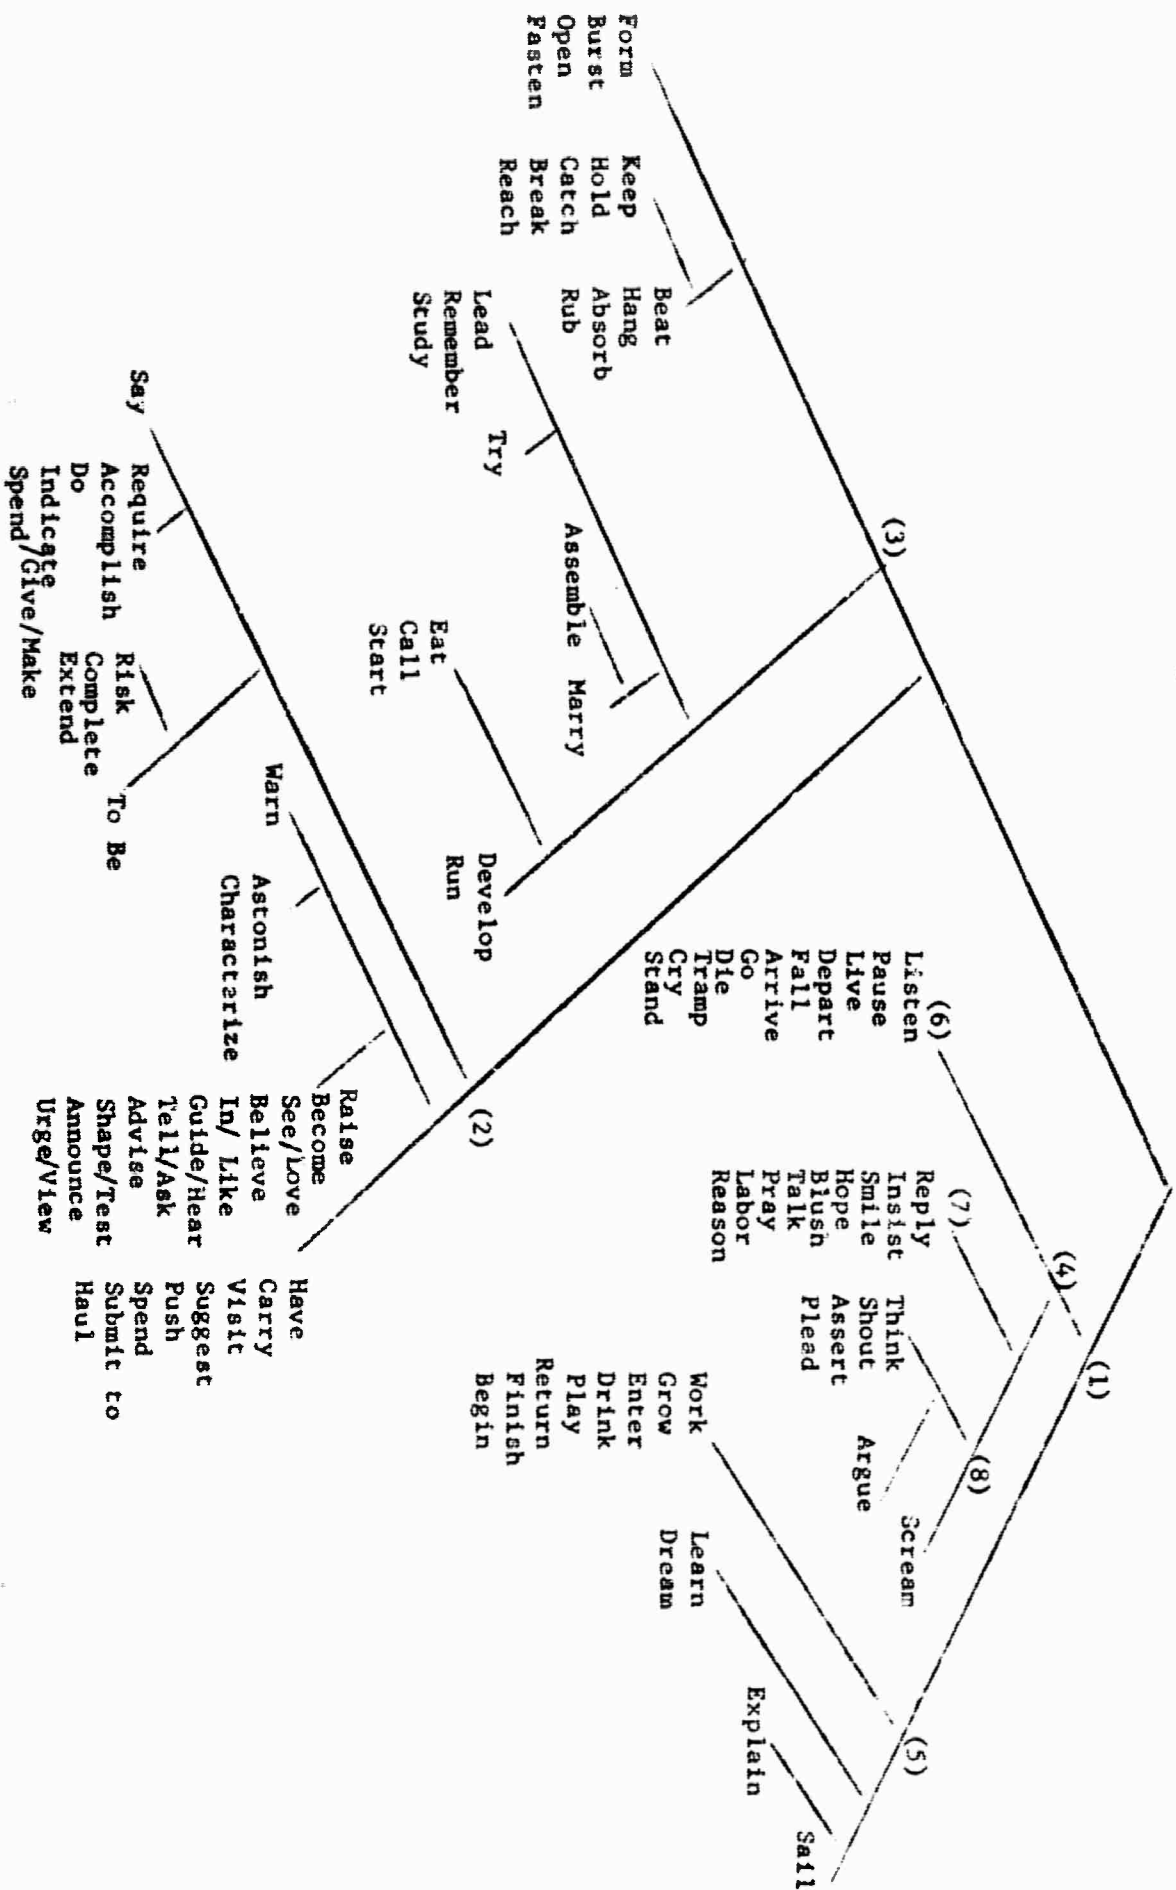 (1)
(3)
(4)
(2)
(5)
(6)
(7)
(8)
Form
Burst
Open
Fasten
Keep
Hold
Catch
Break
Reach
Beat
Hang
Absorb
Rub
Lead
Remember
Study
Try
Assemble
Marry
Eat
Call
Start
Develop
Run
Say
Require
Accomplish
Do
Indicate
Spend/Give/Make
Risk
Complete
Extend
To Be
Warn
Astonish
Characterize
Raise
Become
See/Love
Believe
In/ Like
Guide/Hear
Tell/Ask
Advise
Shape/Test
Announce
Urge/View
Have
Carry
Visit
Suggest
Push
Spend
Submit to
Haul
Listen
Pause
Live
Depart
Fall
Arrive
Go
Die
Tramp
Cry
Stand
Reply
Insist
Smile
Hope
Blush
Talk
Pray
Labor
Reason
Think
Shout
Assert
Plead
Argue
Scream
Work
Grow
Enter
Drink
Play
Return
Finish
Begin
Learn
Dream
Explain
Sail